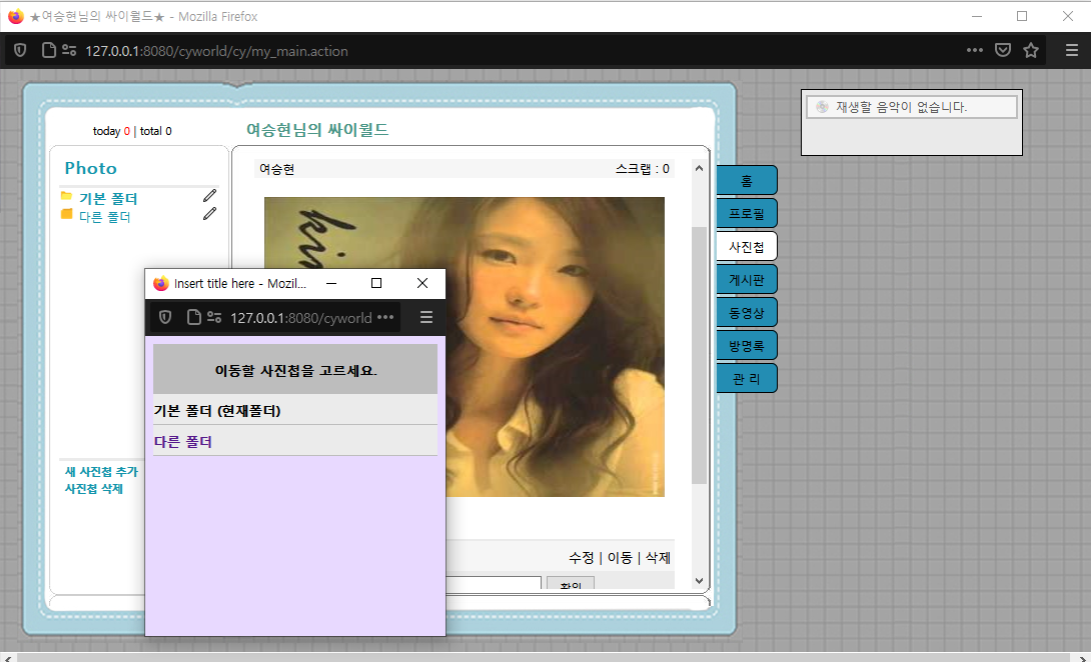 ★여승현님의 싸이월드★ - Mozilla Firefox
127.0.0.1:8080/cyworld/cy/my_main.action
today 0 | total 0
여승현님의 싸이월드
재생할 음악이 없습니다.
Photo
기본 폴더
다른 폴더
새 사진첩 추가
사진첩 삭제
여승현
스크랩 : 0
수정 | 이동 | 삭제
확인
홈
프로필
사진첩
게시판
동영상
방명록
관 리
Insert title here - Mozil...
127.0.0.1:8080/cyworld
이동할 사진첩을 고르세요.
기본 폴더 (현재폴더)
다른 폴더